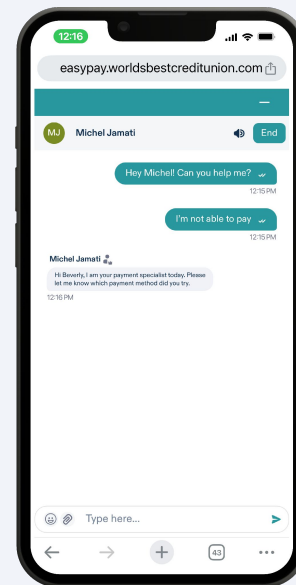 12:16
easypay.worldsbestcreditunion.com
MJ
Michel Jamati
End
Hey Michel! Can you help me?
12:15 PM
I'm not able to pay
12:15 PM
Michel Jamati
Hi Beverly, I am your payment specialist today. Please
let me know which payment method did you try.
12:16 PM
Type here...
43